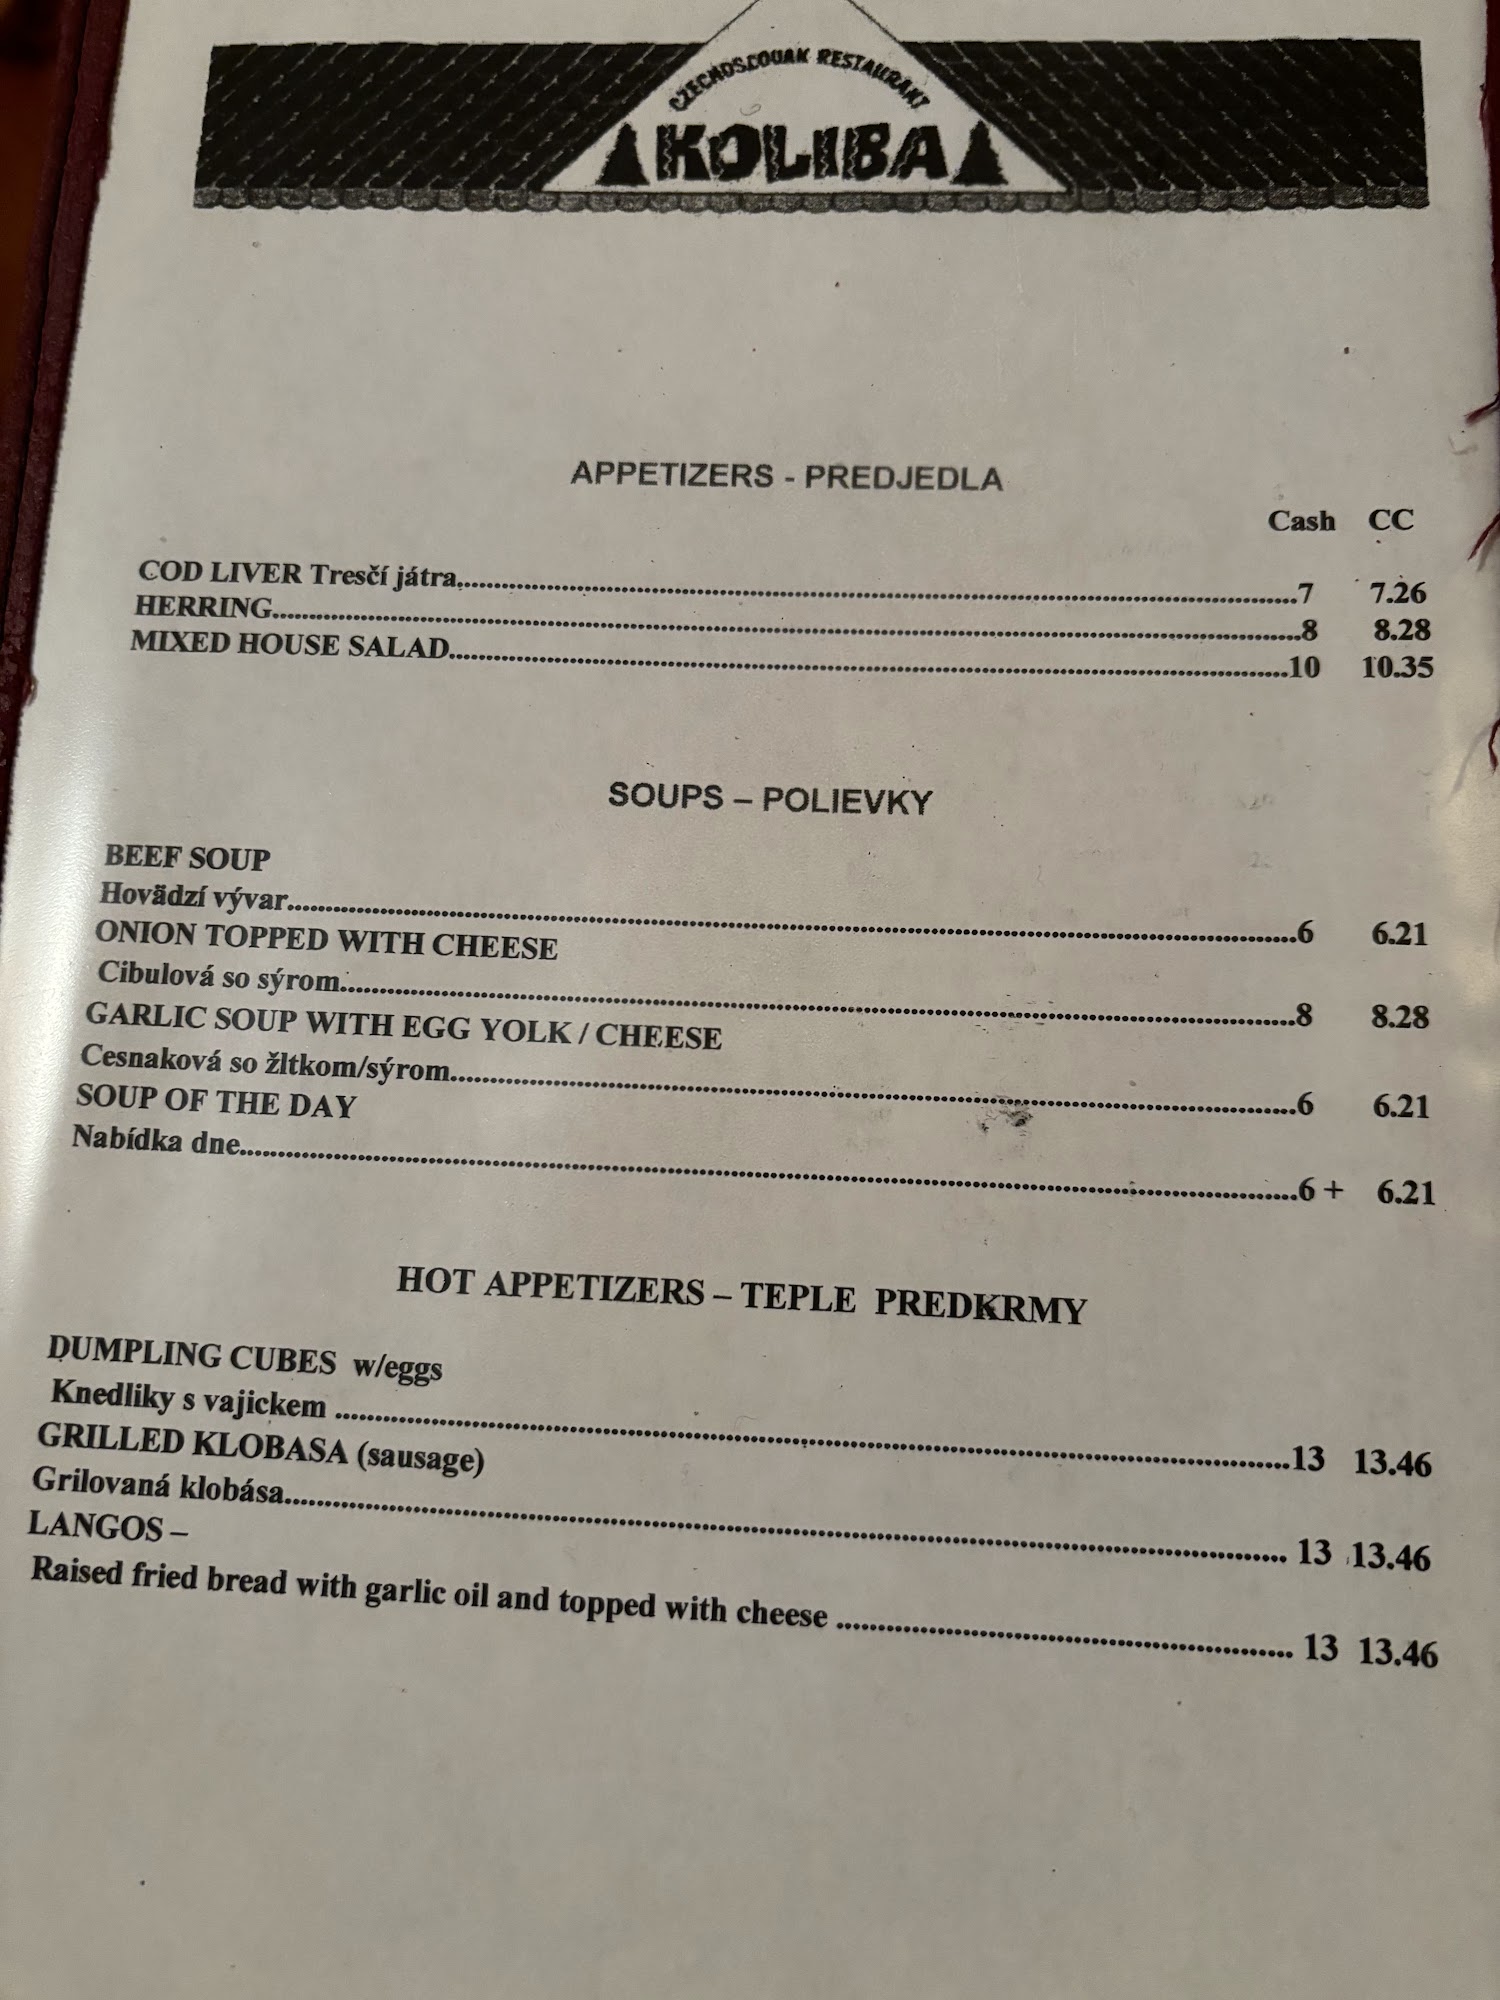 CZECHOSLOVAK RESTAURANT
KOLIBA
APPETIZERS - PREDJEDLA
Cash CC
COD LIVER Tresčí játra..........7 7.26
HERRING..........8 8.28
MIXED HOUSE SALAD..........10 10.35
SOUPS – POLIEVKY
BEEF SOUP
Hovädzí vývar..........6 6.21
ONION TOPPED WITH CHEESE
Cibulová so sýrom..........8 8.28
GARLIC SOUP WITH EGG YOLK / CHEESE
Cesnaková so žltkom/sýrom..........6 6.21
SOUP OF THE DAY
Nabídka dne..........6 + 6.21
HOT APPETIZERS – TEPLE PREDKRMY
DUMPLING CUBES w/eggs
Knedliky s vajickem ..........13 13.46
GRILLED KLOBASA (sausage)
Grilovaná klobása.......... 13 13.46
LANGOS –
Raised fried bread with garlic oil and topped with cheese .......... 13 13.46